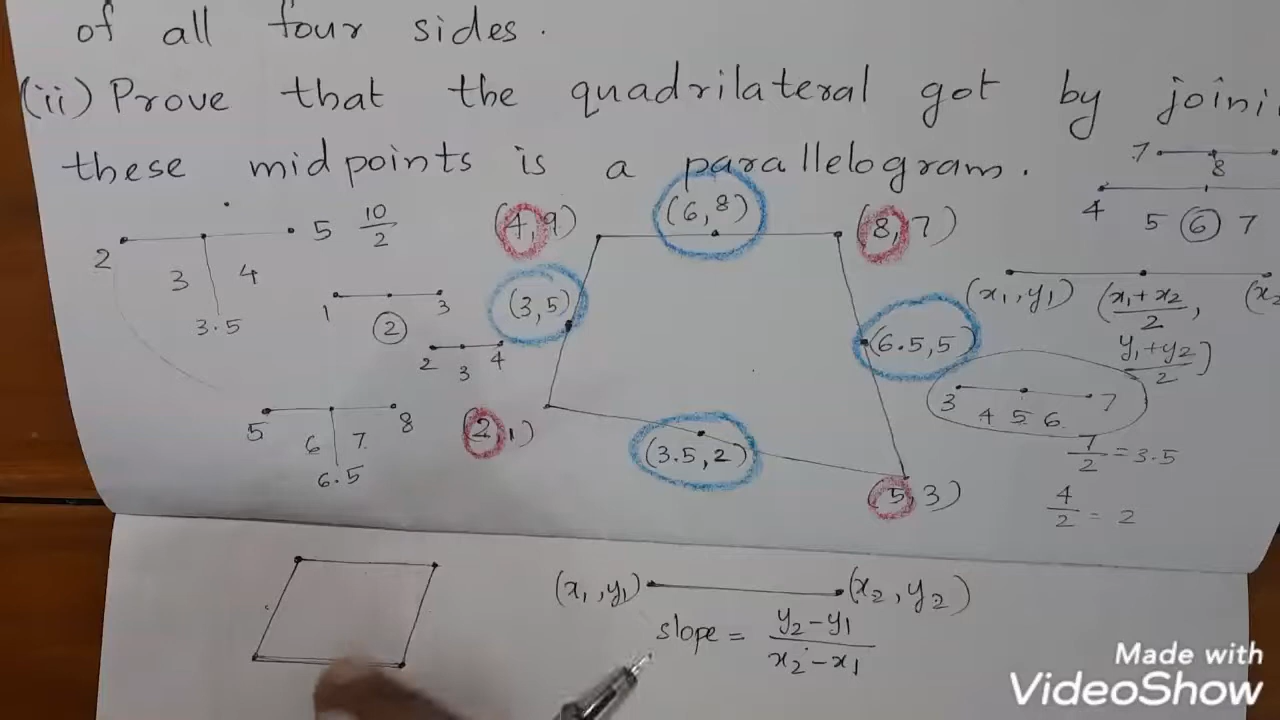 of all four sides.
(ii) Prove that the quadrilateral got by joini
these midpoints is a parallelogram.
7
8
4 5 6 7
2 3 4 5
3.5
10/2
(4,9) (6,8) (8,7)
1 2 3
(3,5)
2 3 4
(x₁,y₁) (x₁+x₂/2, y₁+y₂/2) (x₂
(6.5,5)
3 4 5 6 7
5 6 7 8
6.5
(2,1) (3.5,2) (5,3)
7/2 = 3.5
4/2 = 2
(x₁,y₁) (x₂,y₂)
slope = y₂-y₁/x₂-x₁
Made with
VideoShow